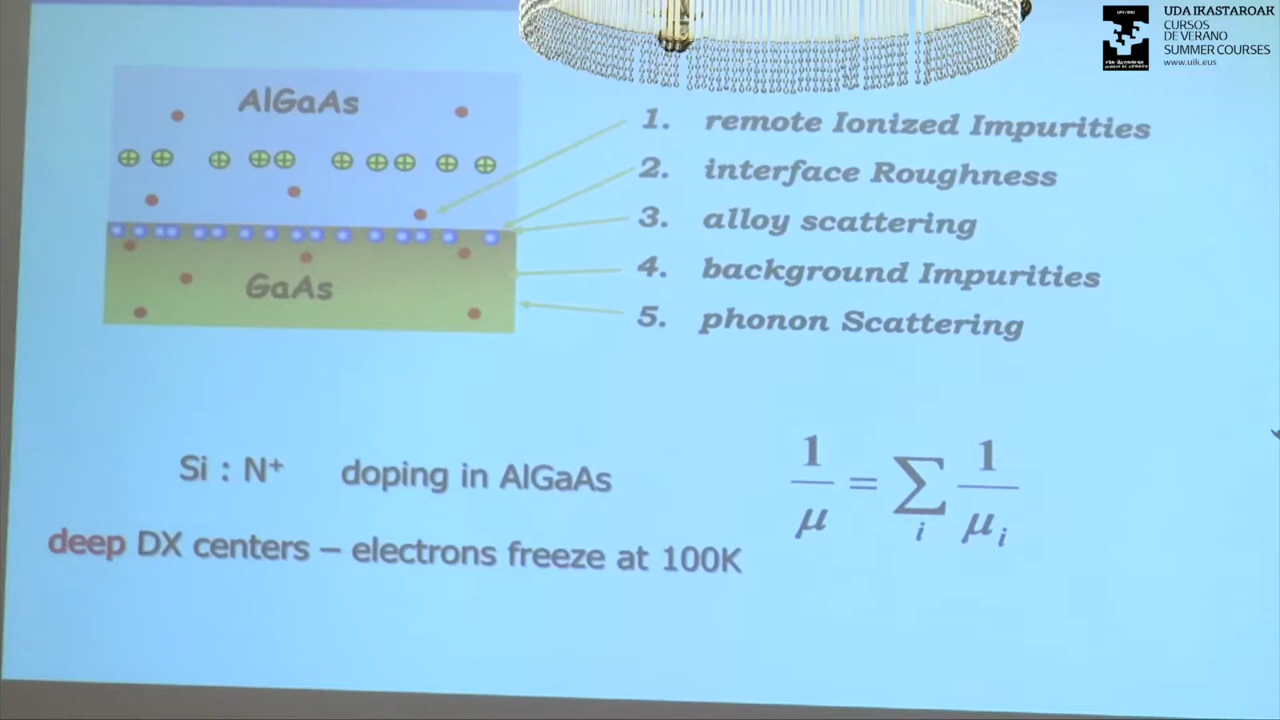 UDA IKASTAROAK
CURSOS
DE VERANO
SUMMER COURSES
www.uik.eus
AlGaAs
GaAs
1. remote Ionized Impurities
2. interface Roughness
3. alloy scattering
4. background Impurities
5. phonon Scattering
Si : N⁺ doping in AlGaAs
1/μ = ∑i 1/μi
deep DX centers – electrons freeze at 100K